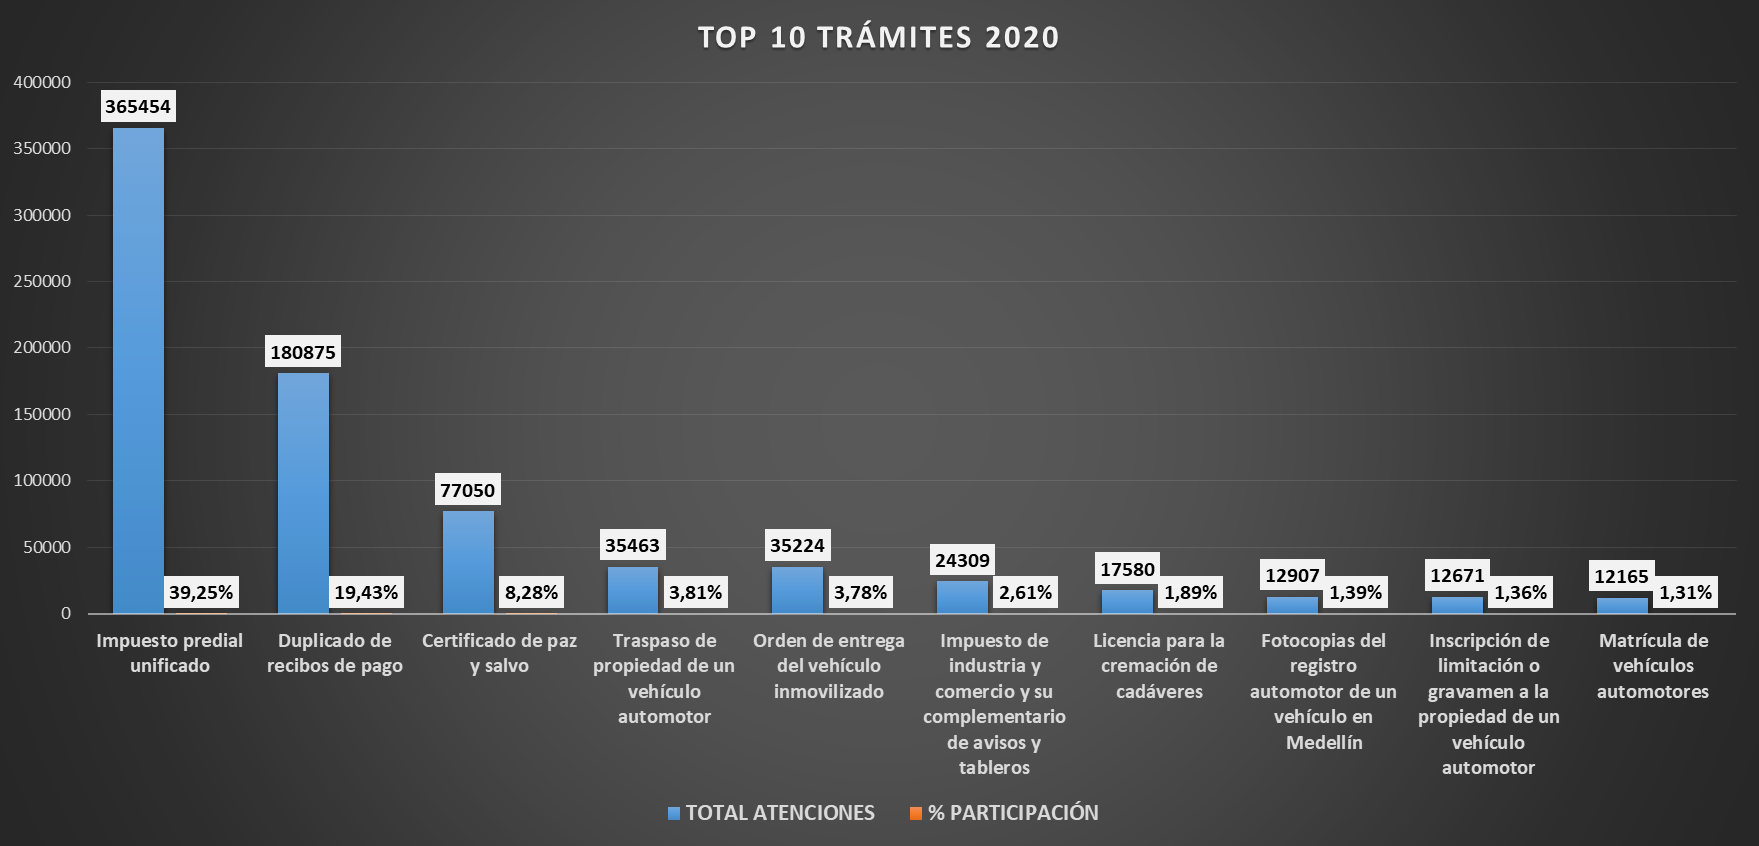 TOP 10 TRÁMITES 2020
400000
350000
300000
250000
200000
150000
100000
50000
0
365454
39,25%
180875
19,43%
77050
8,28%
35463
3,81%
35224
3,78%
24309
2,61%
17580
1,89%
12907
1,39%
12671
1,36%
12165
1,31%
Impuesto predial
unificado
Duplicado de
recibos de pago
Certificado de paz
y salvo
Traspaso de
propiedad de un
vehículo
automotor
Orden de entrega
del vehículo
inmovilizado
Impuesto de
industria y
comercio y su
complementario
de avisos y
tableros
Licencia para la
cremación de
cadáveres
Fotocopias del
registro
automotor de un
vehículo en
Medellín
Inscripción de
limitación o
gravamen a la
propiedad de un
vehículo
automotor
Matrícula de
vehículos
automotores
TOTAL ATENCIONES
% PARTICIPACIÓN